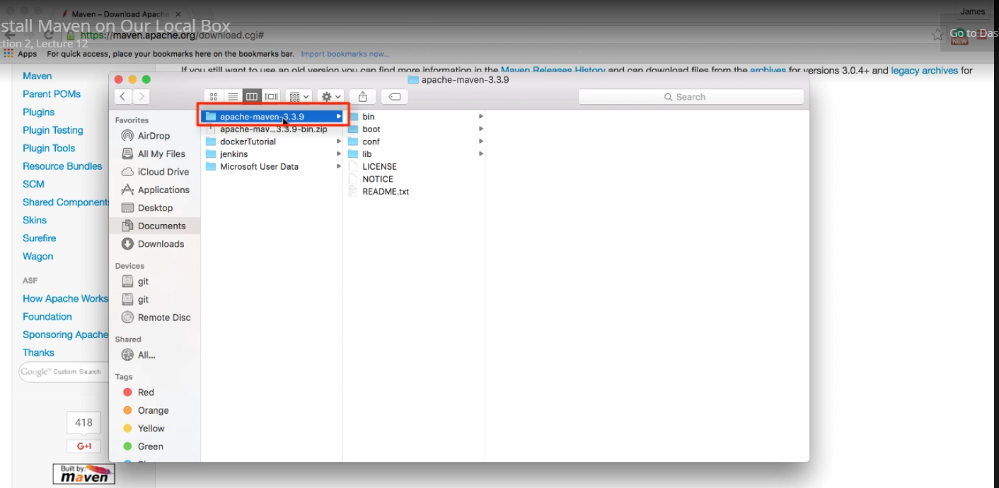 Maven – Download Apache
James
stall Maven on Our Local Box
https://maven.apache.org/download.cgi#
Go to Das
ction 2, Lecture 12
NEW
Apps For quick access, place your bookmarks here on the bookmarks bar. Import bookmarks now...
If you still want to use an old version you can find more information in the Maven Releases History and can download files from the archives for versions 3.0.4+ and legacy archives for
Maven
Parent POMs
Plugins
Plugin Testing
Plugin Tools
Resource Bundles
SCM
Shared Component
Skins
Surefire
Wagon
ASF
How Apache Works
Foundation
Sponsoring Apache
Thanks
Google™ Custom Search
418
G+1
Built by:
maven
apache-maven-3.3.9
Search
Favorites
AirDrop
All My Files
iCloud Drive
Applications
Desktop
Documents
Downloads
Devices
git
git
Remote Disc
Shared
All...
Tags
Red
Orange
Yellow
Green
apache-maven-3.3.9
apache-mav...3.3.9-bin.zip
dockerTutorial
jenkins
Microsoft User Data
bin
boot
conf
lib
LICENSE
NOTICE
README.txt